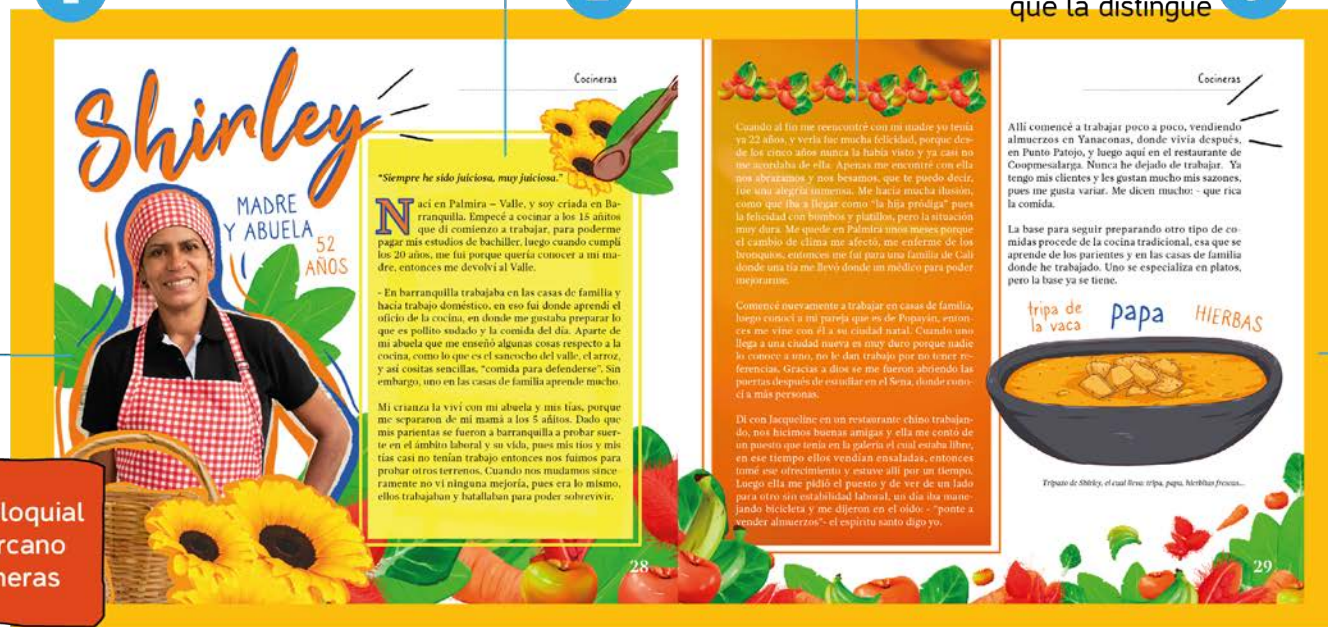 que la distingue
Shirley
MADRE
Y ABUELA
52
AÑOS
loquial
rcano
neras
Cocineras
"Siempre he sido juiciosa, muy juiciosa."
Nací en Palmira – Valle, y soy criada en Ba-
rranquilla. Empecé a cocinar a los 15 añitos
que di comienzo a trabajar, para poderme
pagar mis estudios de bachiller, luego cuando cumplí
los 20 años, me fui porque quería conocer a mi ma-
dre, entonces me devolví al Valle.
- En barranquilla trabajaba en las casas de familia y
hacía trabajo doméstico, en eso fui donde aprendí el
oficio de la cocina, en donde me gustaba preparar lo
que es pollito sudado y la comida del día. Aparte de
mi abuela que me enseñó algunas cosas respecto a la
cocina, como lo que es el sancocho del valle, el arroz,
y así cositas sencillas, "comida para defenderse". Sin
embargo, uno en las casas de familia aprende mucho.
Mi crianza la viví con mi abuela y mis tías, porque
me separaron de mi mamá a los 5 añitos. Dado que
mis parientas se fueron a barranquilla a probar suer-
te en el ámbito laboral y su vida, pues mis tíos y mis
tías casi no tenían trabajo entonces nos fuimos para
probar otros terrenos. Cuando nos mudamos since-
ramente no vi ninguna mejoría, pues era lo mismo,
ellos trabajaban y batallaban para poder sobrevivir.
28
Cuando al fin me reencontré con mi madre yo tenía
ya 22 años, y verla fue mucha felicidad, porque des-
de los cinco años nunca la había visto y ya casi no
me acordaba de ella. Apenas me encontré con ella
nos abrazamos y nos besamos, que te puedo decir,
fue una alegría inmensa. Me hacía mucha ilusión,
como que iba a llegar como "la hija pródiga" pues
la felicidad con bombos y platillos, pero la situación
muy dura. Me quede en Palmira unos meses porque
el cambio de clima me afectó, me enferme de los
bronquios, entonces me fui para una familia de Cali
donde una tía me llevó donde un médico para poder
mejorarme.
Comencé nuevamente a trabajar en casas de familia,
luego conocí a mi pareja que es de Popayán, enton-
ces me vine con él a su ciudad natal. Cuando uno
llega a una ciudad nueva es muy duro porque nadie
lo conoce a uno, no le dan trabajo por no tener re-
ferencias. Gracias a dios se me fueron abriendo las
puertas después de estudiar en el Sena, donde cono-
cí a más personas.
Di con Jacqueline en un restaurante chino trabajan-
do, nos hicimos buenas amigas y ella me contó de
un puesto que tenía en la galería el cual estaba libre,
en ese tiempo ellos vendían ensaladas, entonces
tomé ese ofrecimiento y estuve allí por un tiempo.
Luego ella me pidió el puesto y de ver de un lado
para otro sin estabilidad laboral, un día iba mane-
jando bicicleta y me dijeron en el oído: - "ponte a
vender almuerzos"- el espíritu santo digo yo.
Cocineras
Allí comencé a trabajar poco a poco, vendiendo
almuerzos en Yanaconas, donde vivía después,
en Punto Patojo, y luego aquí en el restaurante de
Coopmesalarga. Nunca he dejado de trabajar. Ya
tengo mis clientes y les gustan mucho mis sazones,
pues me gusta variar. Me dicen mucho: - que rica
la comida.
La base para seguir preparando otro tipo de co-
midas procede de la cocina tradicional, esa que se
aprende de los parientes y en las casas de familia
donde he trabajado. Uno se especializa en platos,
pero la base ya se tiene.
tripa de
la vaca
papa
HIERBAS
Tripazo de Shirley, el cual lleva: tripa, papa, hierbitas frescas...
29